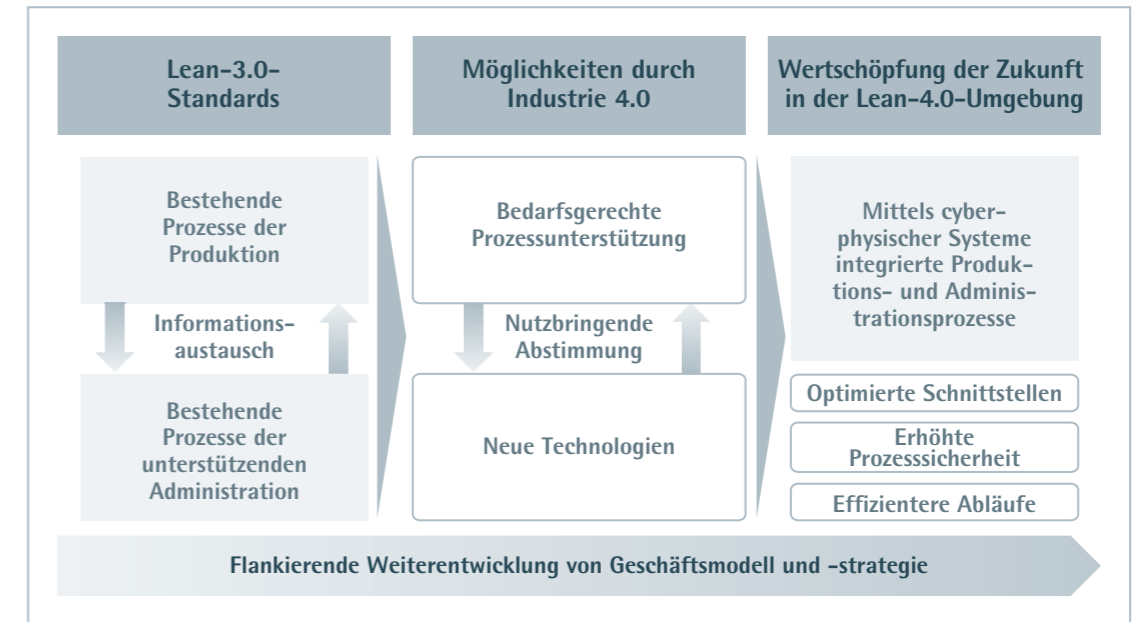 Lean-3.0-
Standards
Möglichkeiten durch
Industrie 4.0
Wertschöpfung der Zukunft
in der Lean-4.0-Umgebung
Bestehende
Prozesse der
Produktion
Informations-
austausch
Bestehende
Prozesse der
unterstützenden
Administration
Bedarfsgerechte
Prozessunterstützung
Nutzbringende
Abstimmung
Neue Technologien
Mittels cyber-
physischer Systeme
integrierte Produk-
tions- und Adminis-
trationsprozesse
Optimierte Schnittstellen
Erhöhte
Prozesssicherheit
Effizientere Abläufe
Flankierende Weiterentwicklung von Geschäftsmodell und -strategie